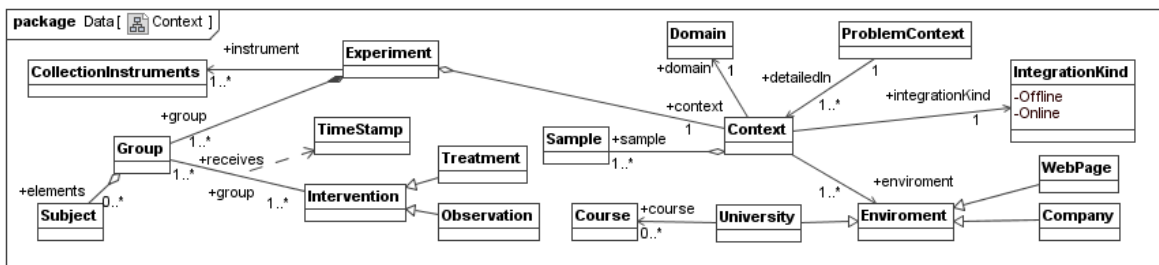 package Data [ Context ]
Domain
ProblemContext
+instrument
Experiment
CollectionInstruments
1..*
+domain
1
+detailedIn
1
IntegrationKind
-Offline
-Online
+integrationKind
1
+group
1..*
+context
1
1..*
Context
TimeStamp
Sample
+sample
1..*
Group
+receives
1..*
Treatment
+group
1..*
Intervention
+elements
0..*
Subject
Observation
1..*
+enviroment
WebPage
Course
+course
0..*
University
Enviroment
Company